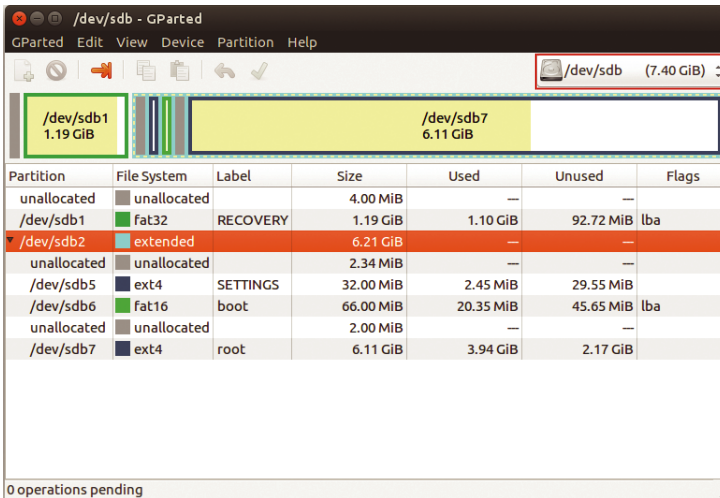 /dev/sdb - GParted
GParted Edit View Device Partition Help
/dev/sdb (7.40 GiB)
/dev/sdb1
1.19 GiB
/dev/sdb7
6.11 GiB
Partition File System Label Size Used Unused Flags
unallocated unallocated 4.00 MiB --- ---
/dev/sdb1 fat32 RECOVERY 1.19 GiB 1.10 GiB 92.72 MiB lba
/dev/sdb2 extended 6.21 GiB --- ---
unallocated unallocated 2.34 MiB --- ---
/dev/sdb5 ext4 SETTINGS 32.00 MiB 2.45 MiB 29.55 MiB
/dev/sdb6 fat16 boot 66.00 MiB 20.35 MiB 45.65 MiB lba
unallocated unallocated 2.00 MiB --- ---
/dev/sdb7 ext4 root 6.11 GiB 3.94 GiB 2.17 GiB
0 operations pending